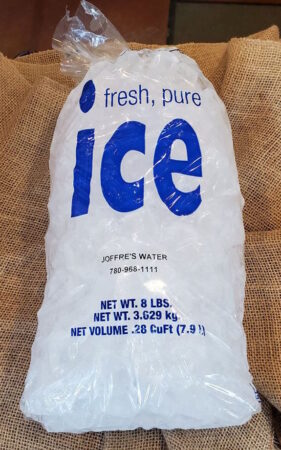 fresh, pure
ice
JOFFRE'S WATER
780-968-1111
NET WT. 8 LBS.
NET WT. 3.629 kg
NET VOLUME .28 CuFt (7.9 l)